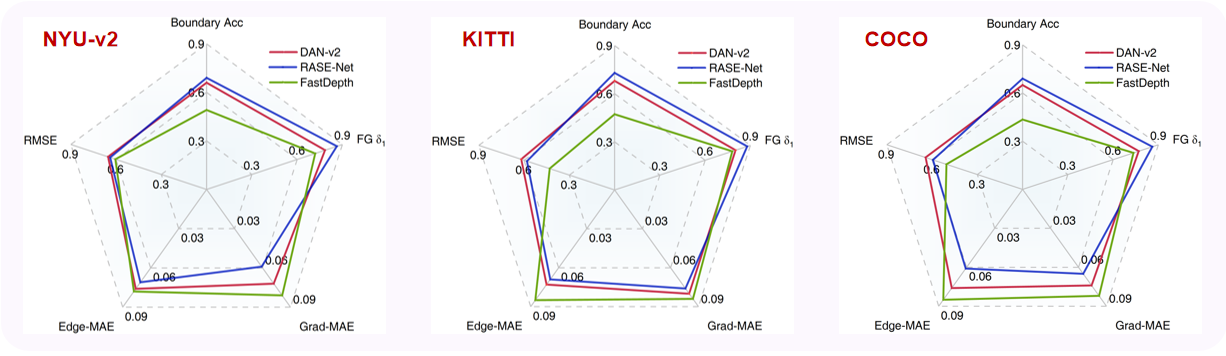 NYU-v2
Boundary Acc
0.9
DAN-v2
RASE-Net
FastDepth
0.6
0.3
RMSE
0.9
0.6
0.3
0.9
FG δ1
0.6
0.3
0.03
0.03
0.06
0.06
0.09
0.09
Edge-MAE
Grad-MAE
KITTI
Boundary Acc
0.9
DAN-v2
RASE-Net
FastDepth
0.6
0.3
RMSE
0.9
0.6
0.3
0.9
FG δ1
0.6
0.3
0.03
0.03
0.06
0.06
0.09
0.09
Edge-MAE
Grad-MAE
COCO
Boundary Acc
0.9
DAN-v2
RASE-Net
FastDepth
0.6
0.3
RMSE
0.9
0.6
0.3
0.9
FG δ1
0.6
0.3
0.03
0.03
0.06
0.06
0.09
0.09
Edge-MAE
Grad-MAE